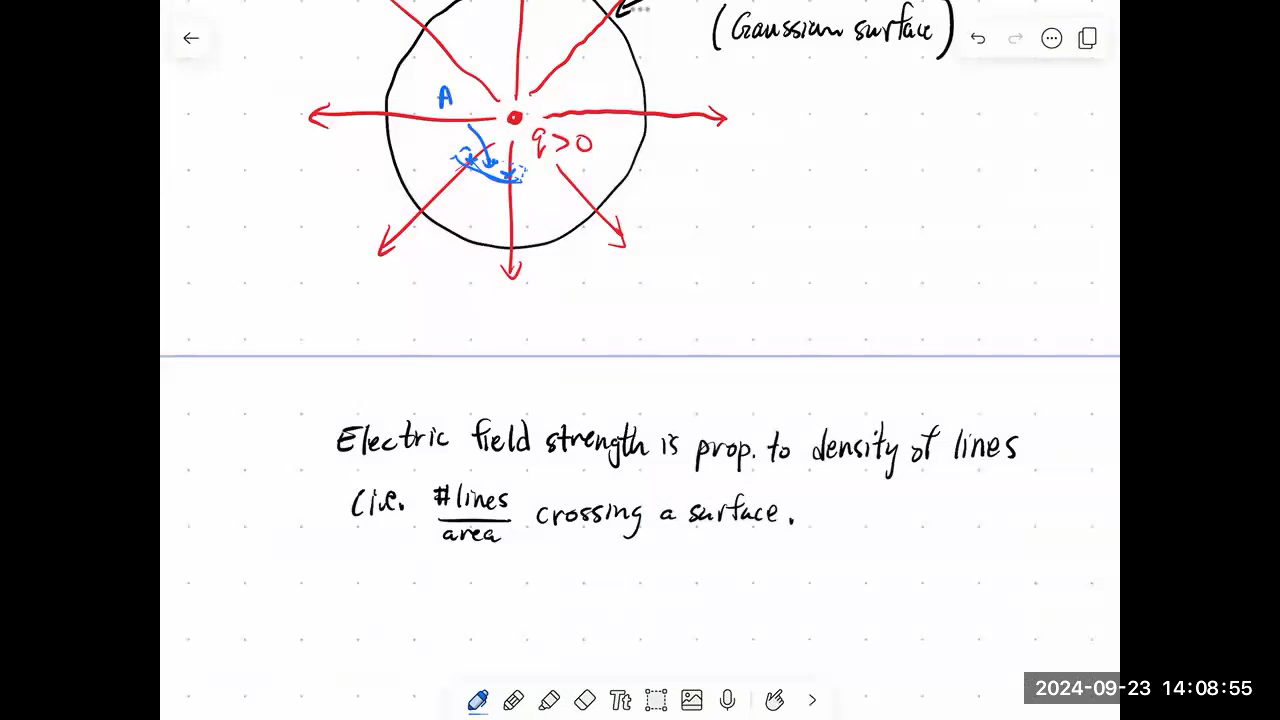 (Gaussian surface)
A
q>0
Electric field strength is prop. to density of lines
(i.e. #lines/area crossing a surface.
Tt
2024-09-23 14:08:55